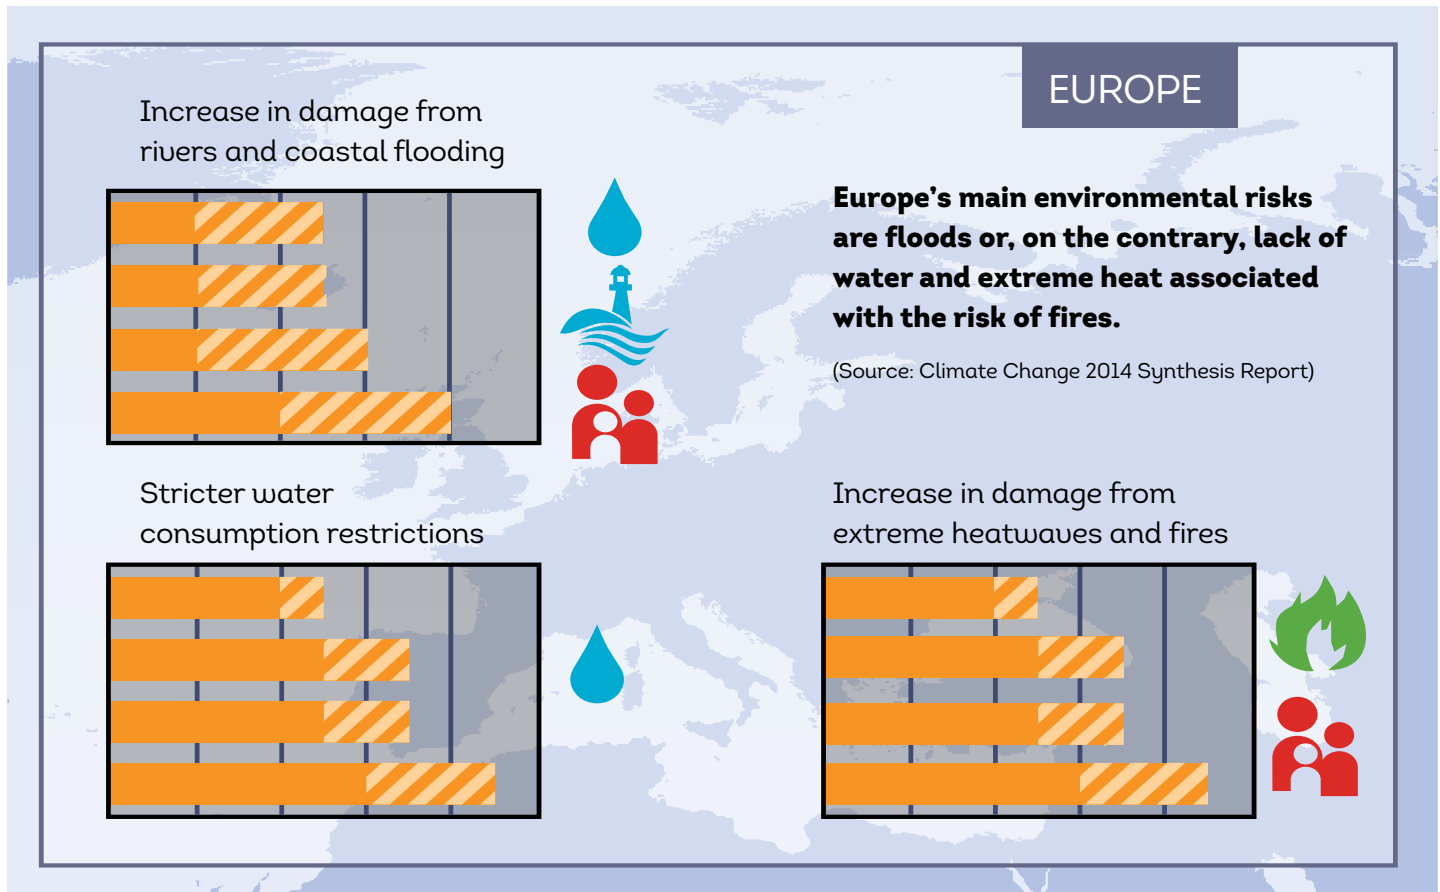 EUROPE
Increase in damage from
rivers and coastal flooding
Europe’s main environmental risks
are floods or, on the contrary, lack of
water and extreme heat associated
with the risk of fires.
(Source: Climate Change 2014 Synthesis Report)
Stricter water
consumption restrictions
Increase in damage from
extreme heatwaves and fires